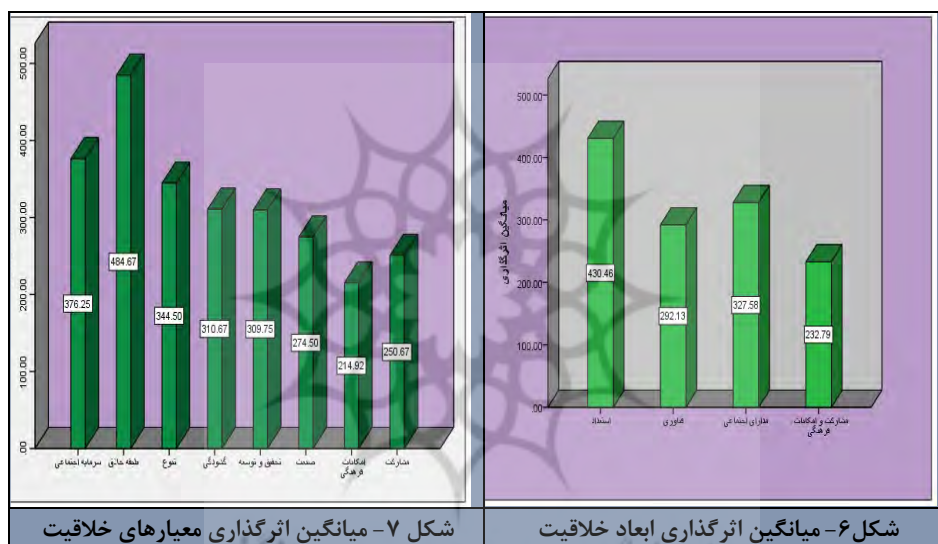 500.00
400.00
300.00
200.00
100.00
.00
376.25
484.67
344.50
310.67
309.75
274.50
214.92
250.67
سرمایه اجتماعی
طبقه خلاق
تنوع
گشودگی
تحقیق و توسعه
صنعت
امکانات
فرهنگی
مشارکت
میانگین اثرگذاری
500.00
400.00
300.00
200.00
100.00
.00
430.46
292.13
327.58
232.79
استعداد
فناوری
مدارای اجتماعی
مشارکت و امکانات
فرهنگی
شکل ۷- میانگین اثرگذاری معیارهای خلاقیت
شکل۶- میانگین اثرگذاری ابعاد خلاقیت